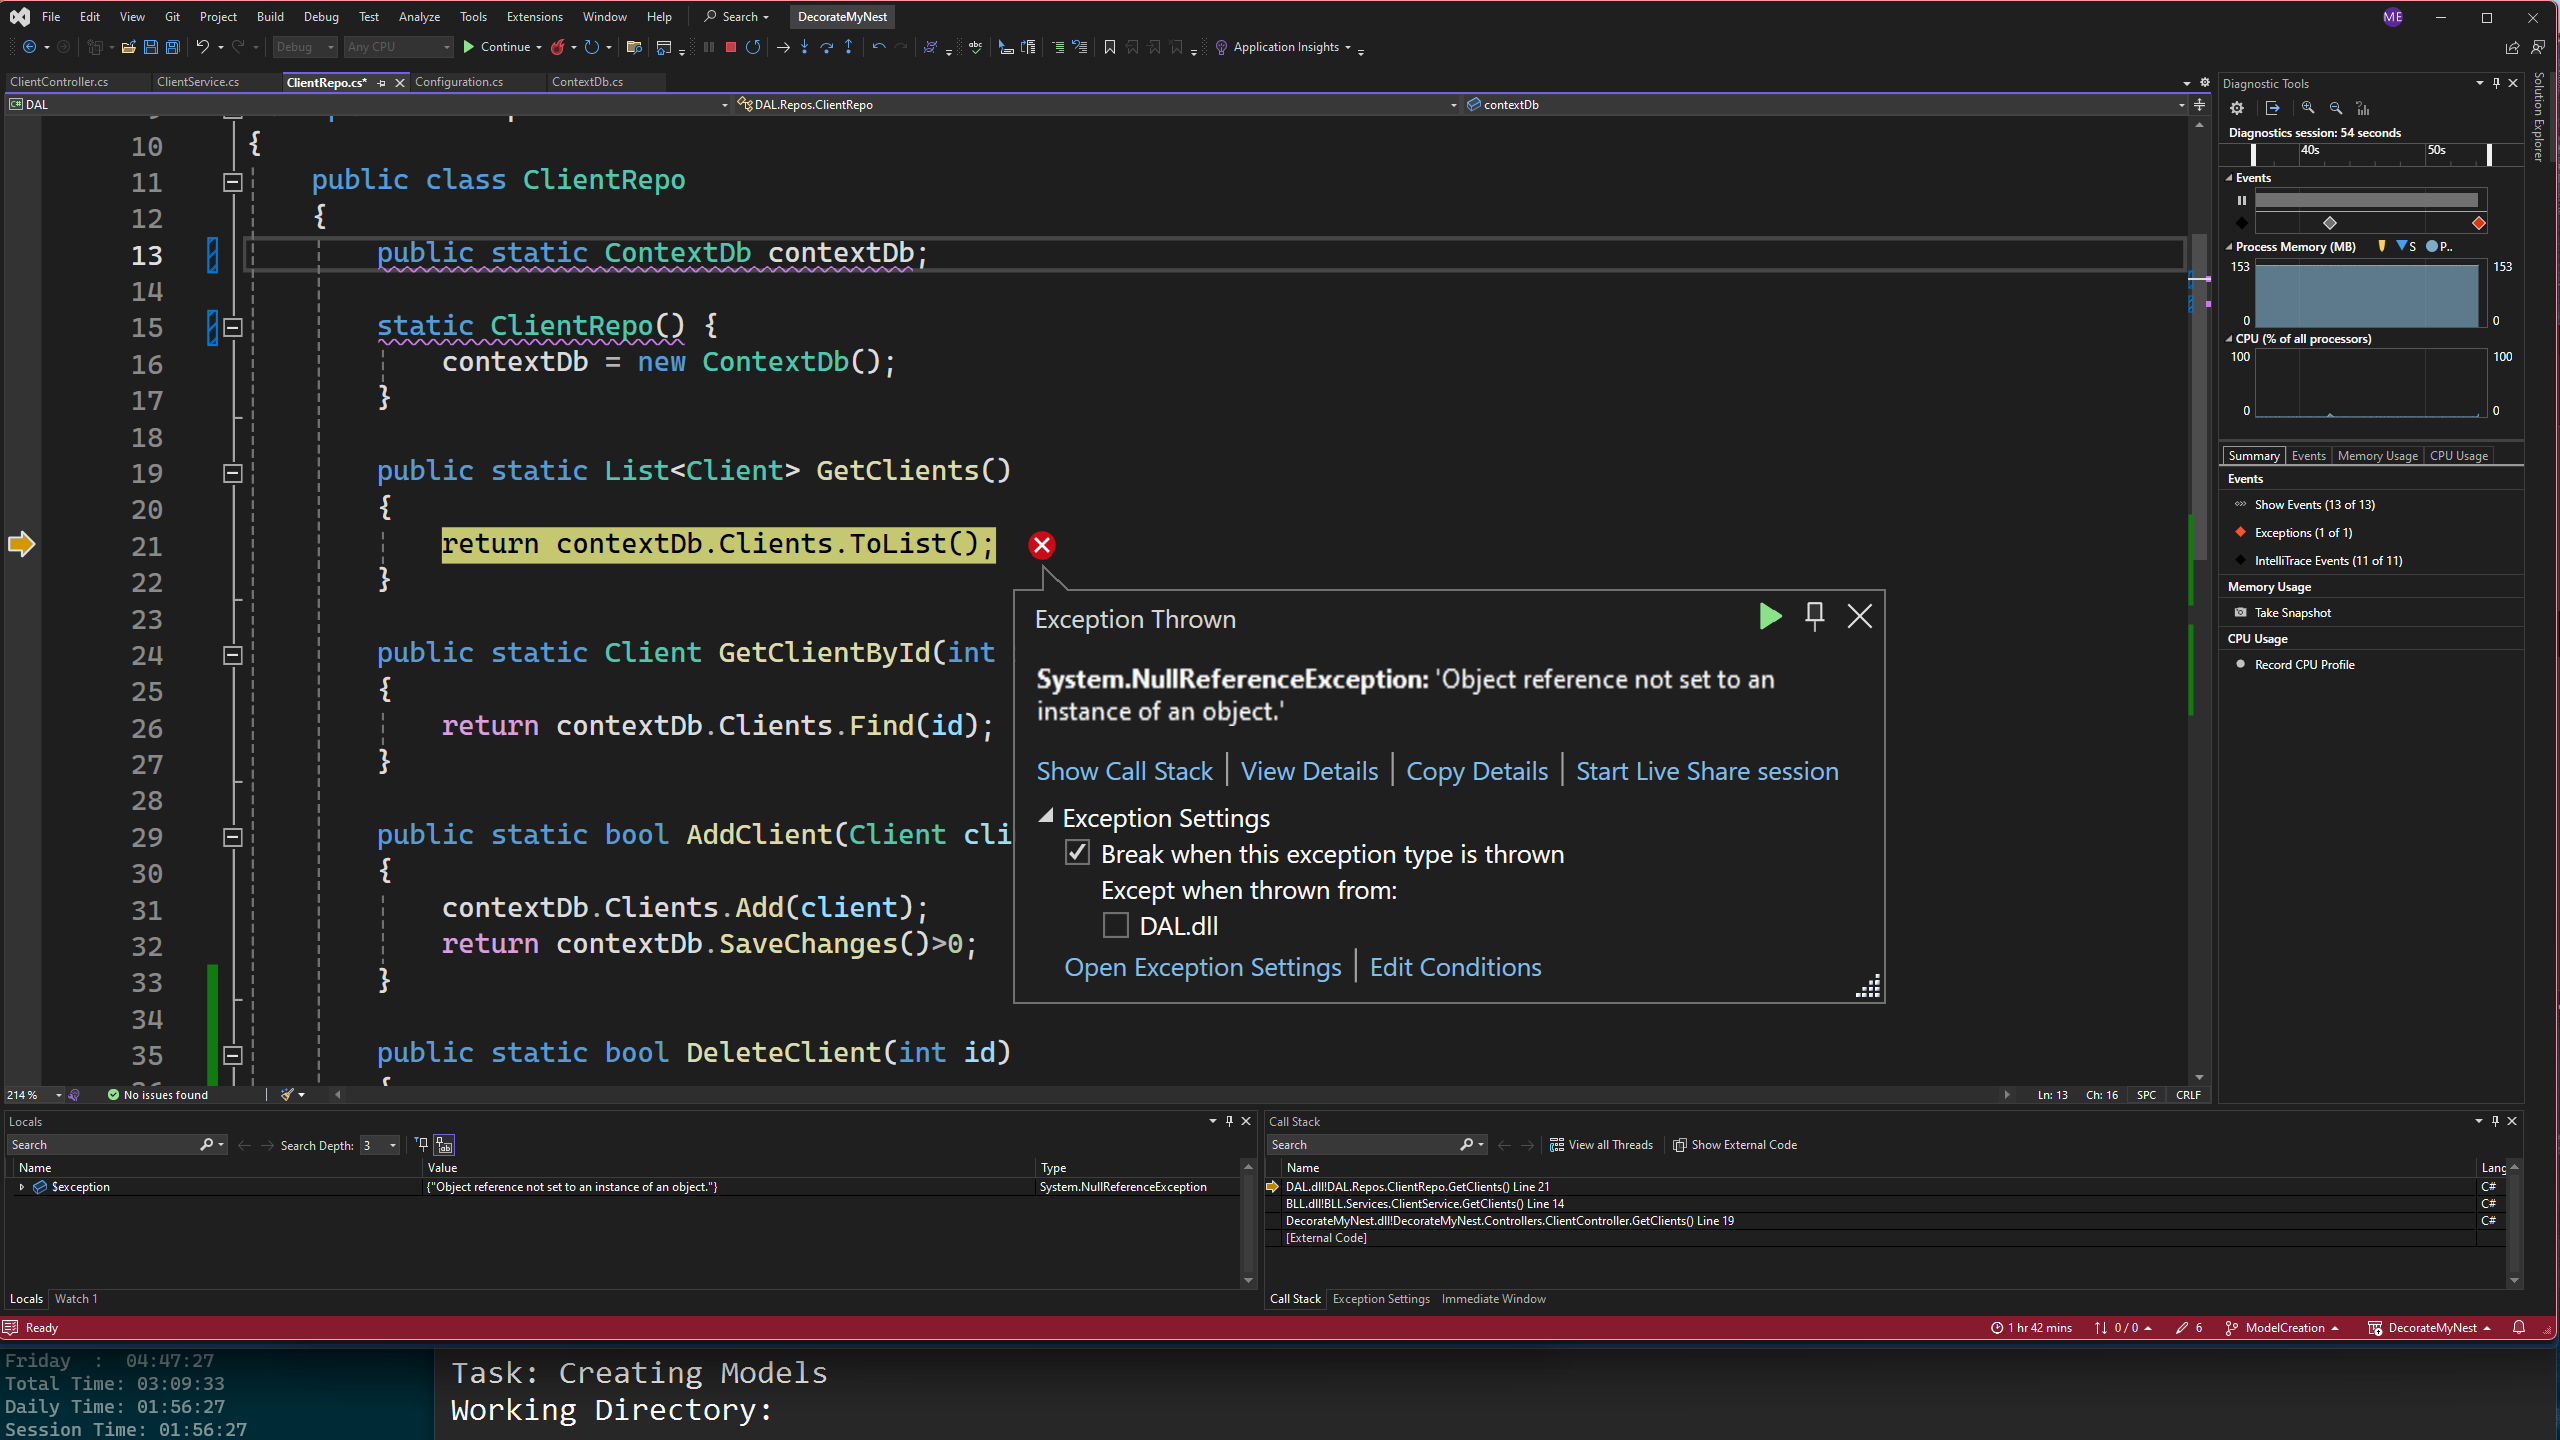 File Edit View Git Project Build Debug Test Analyze Tools Extensions Window Help Search DecorateMyNest ME
Debug Any CPU Continue Application Insights
ClientController.cs ClientService.cs ClientRepo.cs* Configuration.cs ContextDb.cs
DAL DAL.Repos.ClientRepo contextDb
10 {
11 public class ClientRepo
12 {
13 public static ContextDb contextDb;
14
15 static ClientRepo() {
16 contextDb = new ContextDb();
17 }
18
19 public static List<Client> GetClients()
20 {
21 return contextDb.Clients.ToList();
22 }
23
24 public static Client GetClientById(int
25 {
26 return contextDb.Clients.Find(id);
27 }
28
29 public static bool AddClient(Client cli
30 {
31 contextDb.Clients.Add(client);
32 return contextDb.SaveChanges()>0;
33 }
34
35 public static bool DeleteClient(int id)
Exception Thrown
System.NullReferenceException: 'Object reference not set to an
instance of an object.'
Show Call Stack | View Details | Copy Details | Start Live Share session
Exception Settings
Break when this exception type is thrown
Except when thrown from:
DAL.dll
Open Exception Settings | Edit Conditions
214 % No issues found Ln: 13 Ch: 16 SPC CRLF
Diagnostic Tools
Diagnostics session: 54 seconds
40s 50s
Events
Process Memory (MB) S P..
153 153
0 0
CPU (% of all processors)
100 100
0 0
Summary Events Memory Usage CPU Usage
Events
Show Events (13 of 13)
Exceptions (1 of 1)
IntelliTrace Events (11 of 11)
Memory Usage
Take Snapshot
CPU Usage
Record CPU Profile
Solution Explorer
Locals
Search Search Depth: 3
Name Value Type
$exception {"Object reference not set to an instance of an object."} System.NullReferenceException
Locals Watch 1
Call Stack
Search View all Threads Show External Code
Name Lang
DAL.dll!DAL.Repos.ClientRepo.GetClients() Line 21 C#
BLL.dll!BLL.Services.ClientService.GetClients() Line 14 C#
DecorateMyNest.dll!DecorateMyNest.Controllers.ClientController.GetClients() Line 19 C#
[External Code]
Call Stack Exception Settings Immediate Window
Ready 1 hr 42 mins 0 / 0 6 ModelCreation DecorateMyNest
Friday : 04:47:27
Total Time: 03:09:33
Daily Time: 01:56:27
Session Time: 01:56:27
Task: Creating Models
Working Directory: